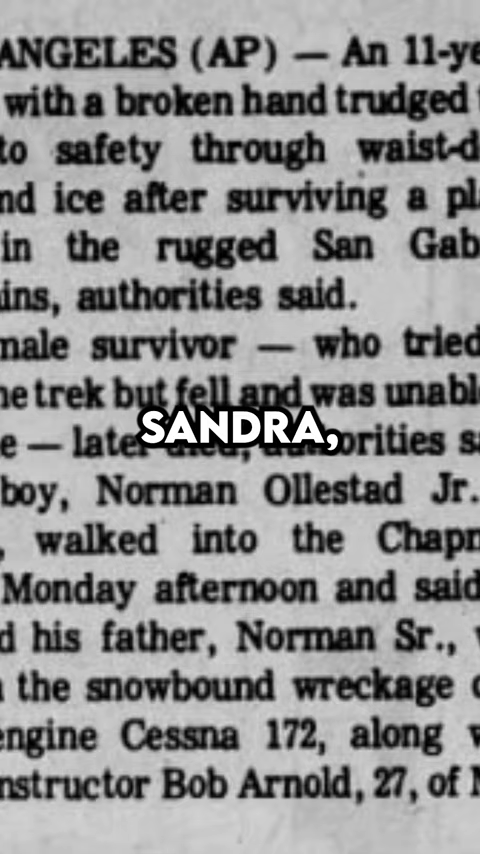 ANGELES (AP) — An 11-ye
with a broken hand trudged
to safety through waist-d
nd ice after surviving a pl
in the rugged San Gab
ins, authorities said.
male survivor — who tried
he trek but fell and was unabl
e — later died, authorities sa
SANDRA,
boy, Norman Ollestad Jr.
, walked into the Chapm
Monday afternoon and said
d his father, Norman Sr.,
the snowbound wreckage
engine Cessna 172, along
nstructor Bob Arnold, 27, of